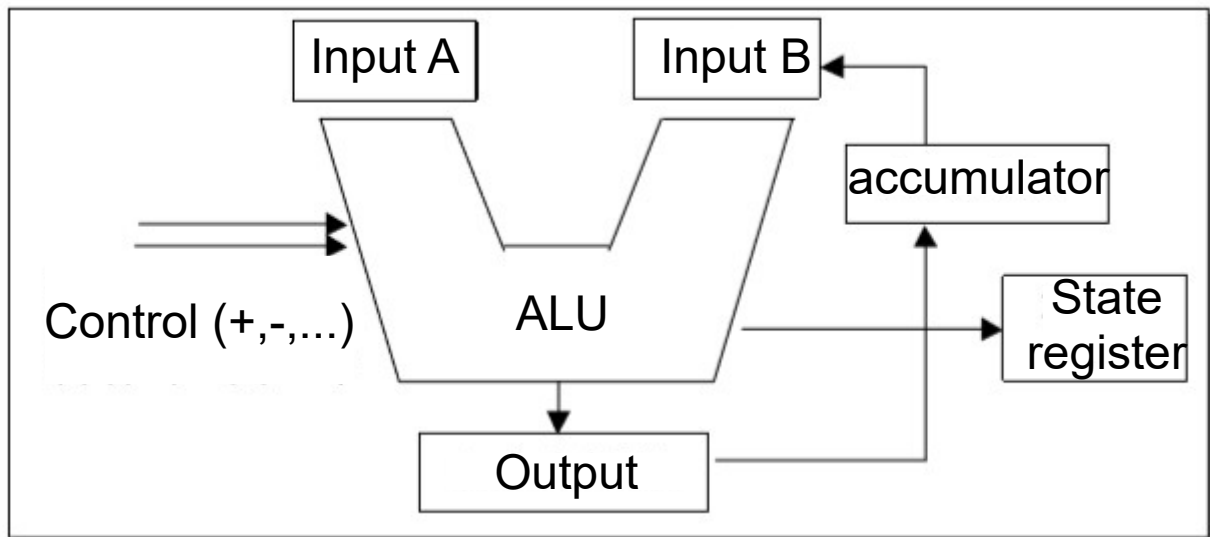 Input A
Input B
accumulator
Control (+,-,...)
ALU
State
register
Output